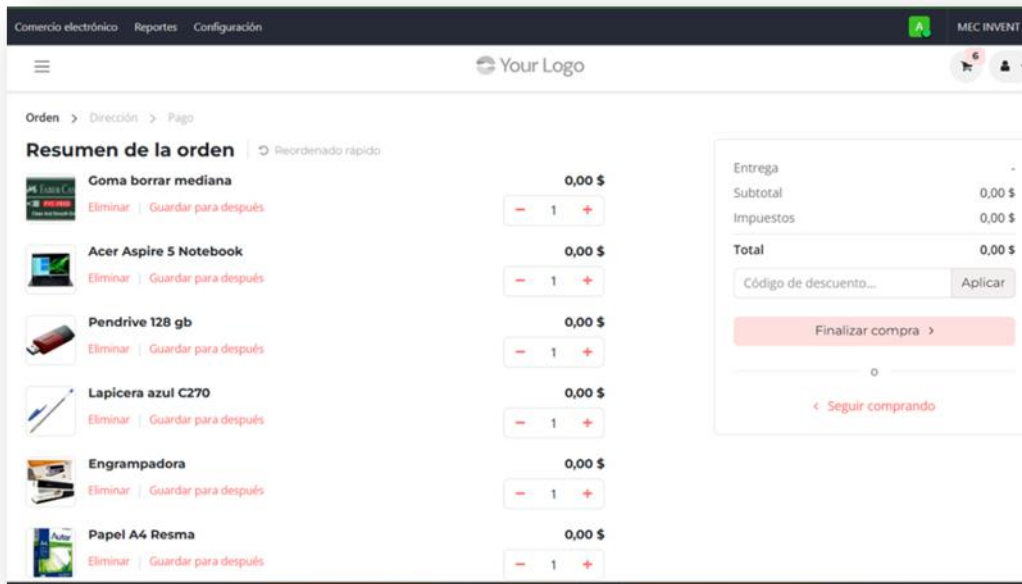 Comercio electrónico Reportes Configuración A MEC INVENT
Your Logo 6
Orden > Dirección > Pago
Resumen de la orden Reordenado rápido
Goma borrar mediana 0,00 $
Eliminar | Guardar para después - 1 +
Acer Aspire 5 Notebook 0,00 $
Eliminar | Guardar para después - 1 +
Pendrive 128 gb 0,00 $
Eliminar | Guardar para después - 1 +
Lapicera azul C270 0,00 $
Eliminar | Guardar para después - 1 +
Engrampadora 0,00 $
Eliminar | Guardar para después - 1 +
Papel A4 Resma 0,00 $
Eliminar | Guardar para después - 1 +
Entrega -
Subtotal 0,00 $
Impuestos 0,00 $
Total 0,00 $
Código de descuento... Aplicar
Finalizar compra >
o
< Seguir comprando